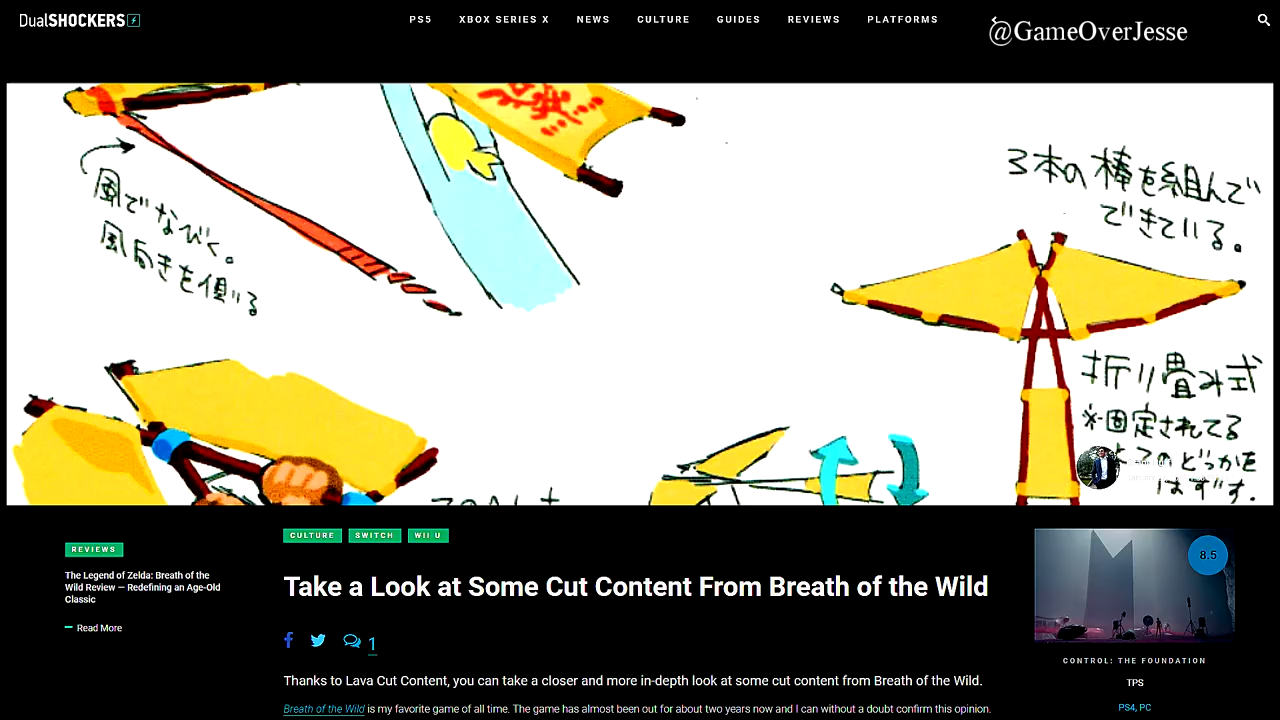 DualSHOCKERS
PS5 XBOX SERIES X NEWS CULTURE GUIDES REVIEWS PLATFORMS
@GameOverJesse
風でなびく。
風向きを
3本の棒を組んで
できている。
折り畳み式
※固定されてる
どっかを
はずす。
CULTURE SWITCH WII U
REVIEWS
The Legend of Zelda: Breath of the
Wild Review — Redefining an Age-Old
Classic
Read More
Take a Look at Some Cut Content From Breath of the Wild
1
Thanks to Lava Cut Content, you can take a closer and more in-depth look at some cut content from Breath of the Wild.
Breath of the Wild is my favorite game of all time. The game has almost been out for about two years now and I can without a doubt confirm this opinion.
8.5
CONTROL: THE FOUNDATION
TPS
PS4, PC